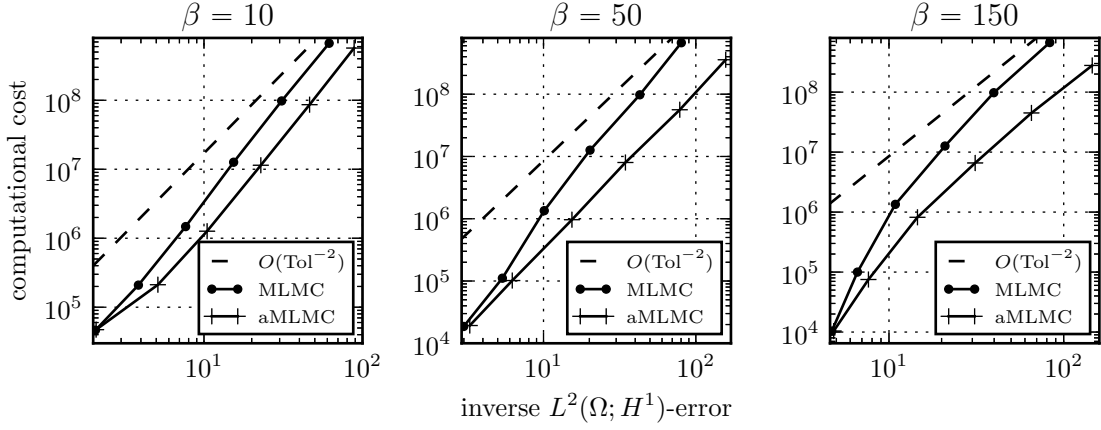 β = 10
β = 50
β = 150
computational cost
10^8
10^7
10^6
10^5
10^1
10^2
O(Tol^{-2})
MLMC
aMLMC
10^8
10^7
10^6
10^5
10^4
10^1
10^2
O(Tol^{-2})
MLMC
aMLMC
10^8
10^7
10^6
10^5
10^4
10^1
10^2
O(Tol^{-2})
MLMC
aMLMC
inverse L^2(Ω; H^1)-error